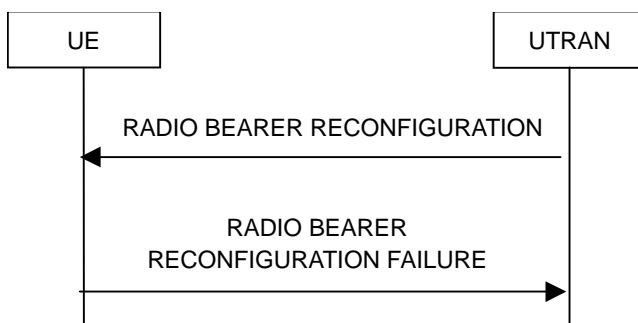 UE
UTRAN
RADIO BEARER RECONFIGURATION
RADIO BEARER
RECONFIGURATION FAILURE